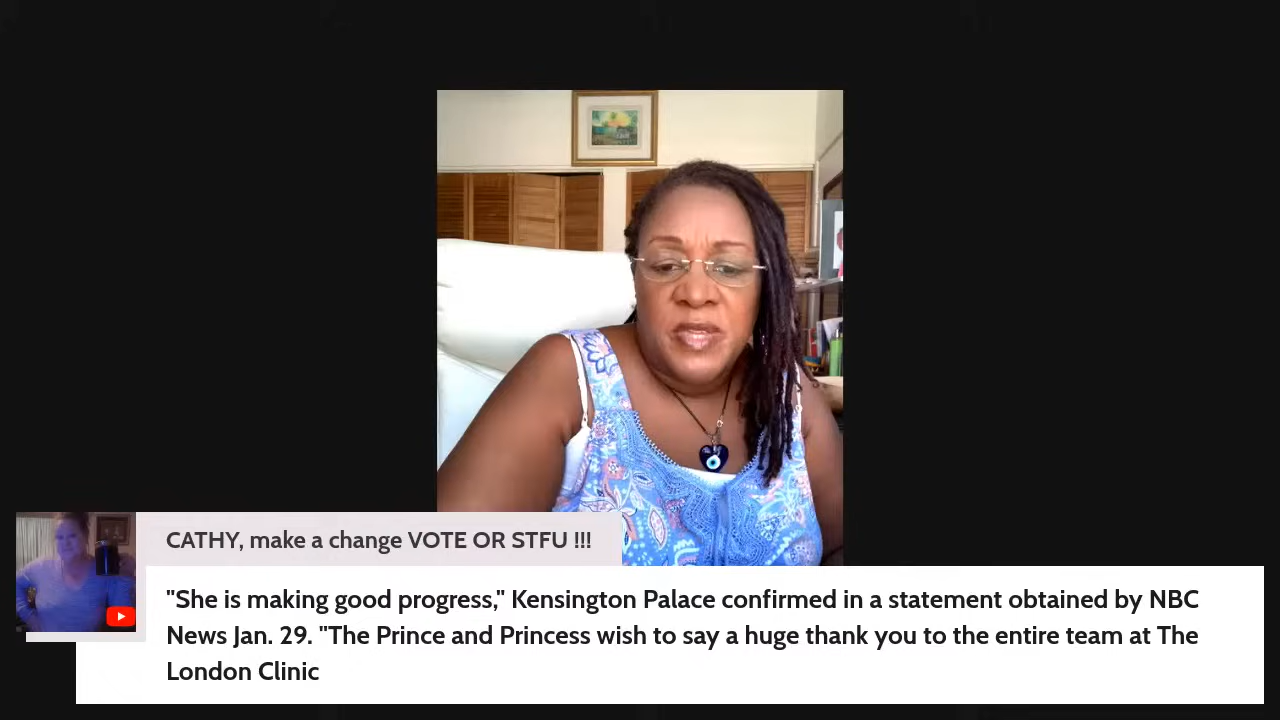 CATHY, make a change VOTE OR STFU !!!
"She is making good progress," Kensington Palace confirmed in a statement obtained by NBC
News Jan. 29. "The Prince and Princess wish to say a huge thank you to the entire team at The
London Clinic